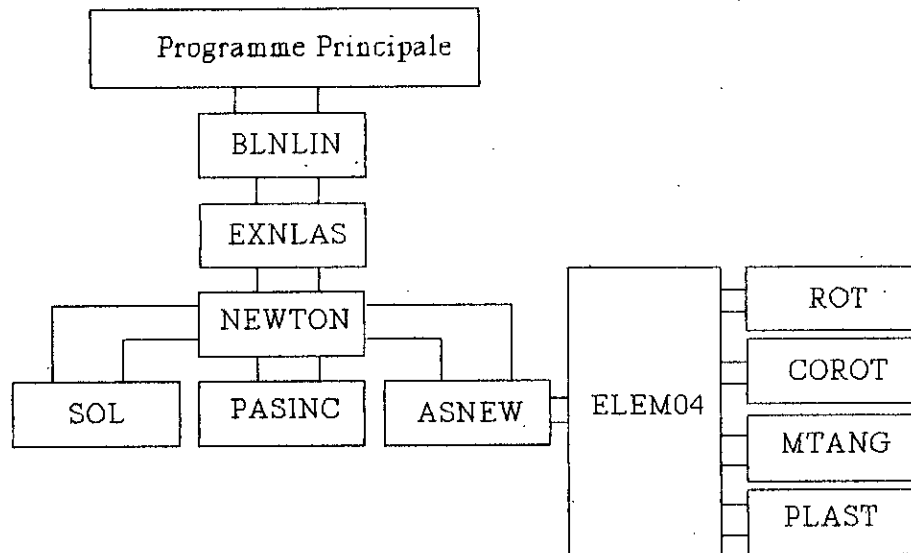 Programme Principale
BLNLIN
EXNLAS
NEWTON
SOL
PASINC
ASNEW
ELEM04
ROT
COROT
MTANG
PLAST